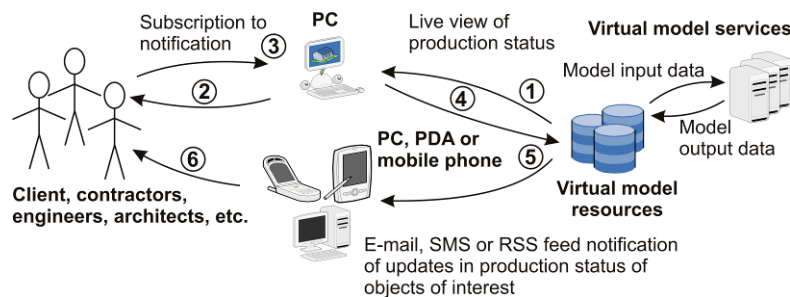 Subscription to
notification
③
②
PC
Live view of
production status
①
④
Virtual model services
Model input data
Model
output data
⑥
PC, PDA or
mobile phone
⑤
Client, contractors,
engineers, architects, etc.
Virtual model
resources
E-mail, SMS or RSS feed notification
of updates in production status of
objects of interest